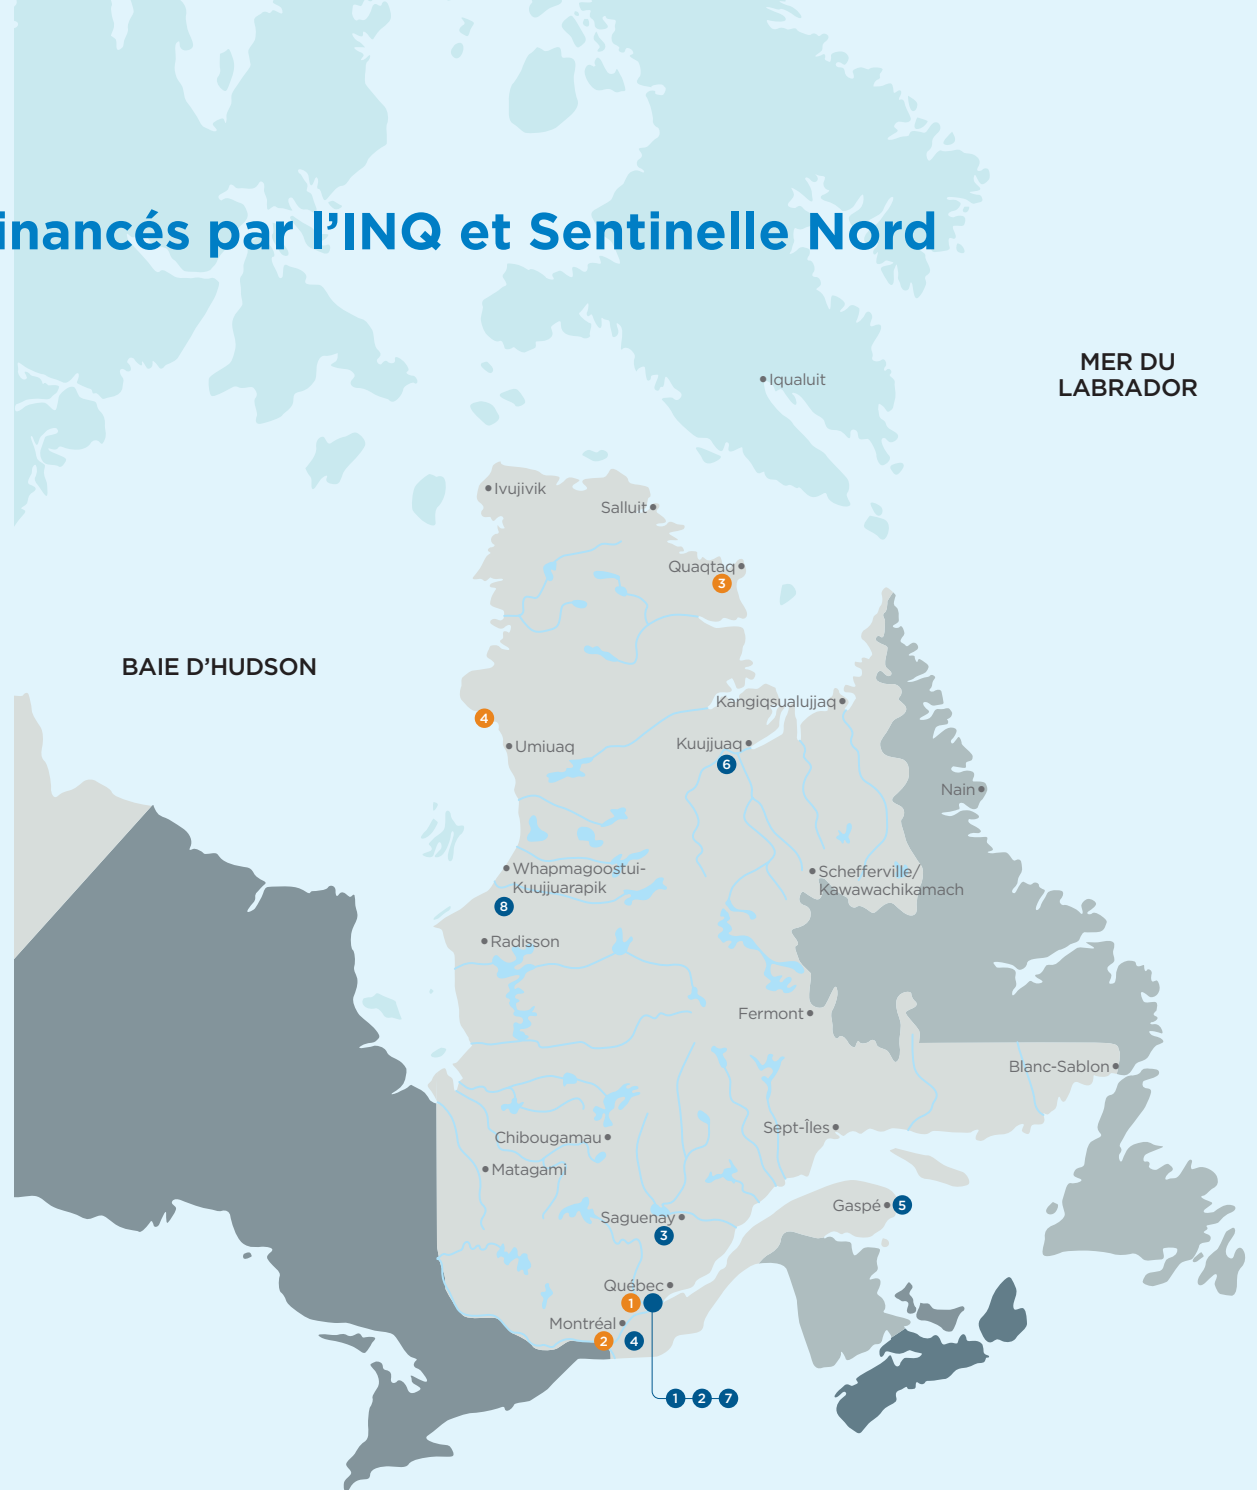 inancés par l'INQ et Sentinelle Nord
MER DU
LABRADOR
Iqualuit
Ivujivik
Salluit
Quaqtaq
3
BAIE D'HUDSON
Kangiqsualujjaq
4
Umiuaq
Kuujjuaq
6
Nain
Whapmagoostui-
Kuujjuarapik
8
Schefferville/
Kawawachikamach
Radisson
Fermont
Blanc-Sablon
Sept-Îles
Chibougamau
Matagami
Gaspé
5
Saguenay
3
Québec
1
Montréal
2
4
1 2 7